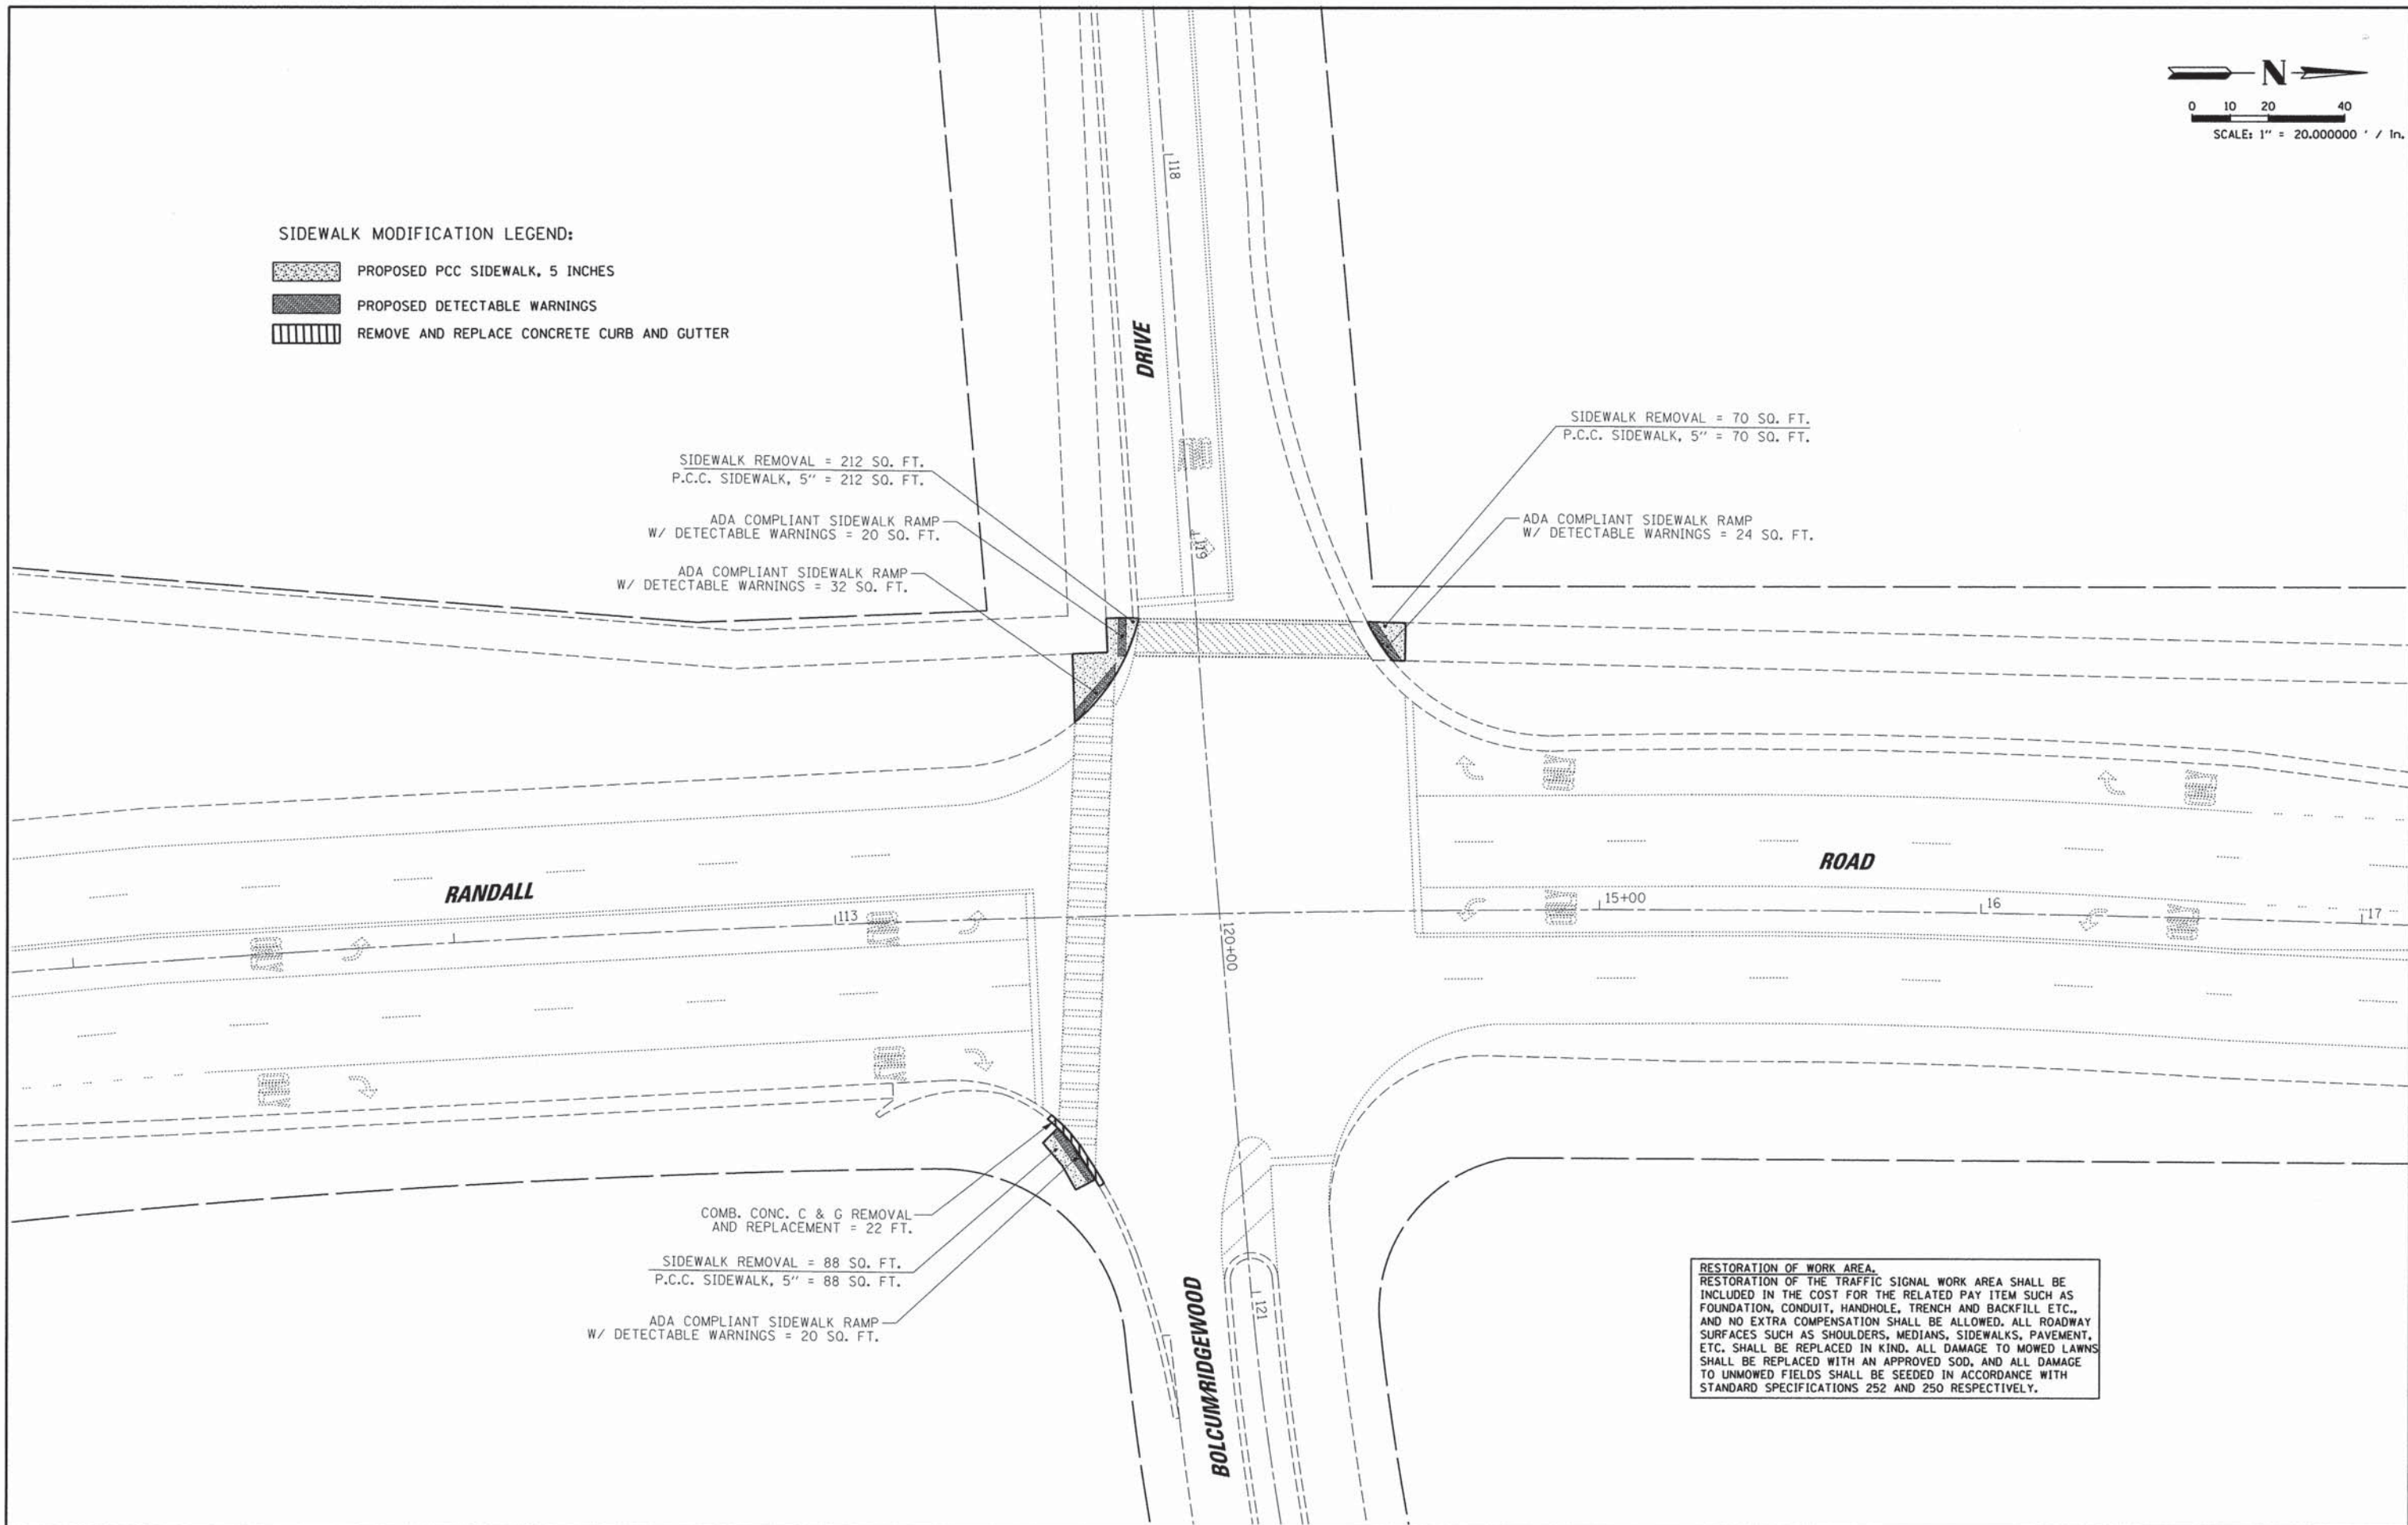 N
0 10 20 40
SCALE: 1" = 20.000000 ' / in.
SIDEWALK MODIFICATION LEGEND:
PROPOSED PCC SIDEWALK, 5 INCHES
PROPOSED DETECTABLE WARNINGS
REMOVE AND REPLACE CONCRETE CURB AND GUTTER
118
DRIVE
SIDEWALK REMOVAL = 212 SQ. FT.
P.C.C. SIDEWALK, 5" = 212 SQ. FT.
ADA COMPLIANT SIDEWALK RAMP
W/ DETECTABLE WARNINGS = 20 SQ. FT.
ADA COMPLIANT SIDEWALK RAMP
W/ DETECTABLE WARNINGS = 32 SQ. FT.
SIDEWALK REMOVAL = 70 SQ. FT.
P.C.C. SIDEWALK, 5" = 70 SQ. FT.
ADA COMPLIANT SIDEWALK RAMP
W/ DETECTABLE WARNINGS = 24 SQ. FT.
119
ONLY
ONLY
RANDALL
ROAD
113
ONLY
ONLY
15+00
16
ONLY
17
ONLY
120+00
ONLY
ONLY
COMB. CONC. C & G REMOVAL
AND REPLACEMENT = 22 FT.
SIDEWALK REMOVAL = 88 SQ. FT.
P.C.C. SIDEWALK, 5" = 88 SQ. FT.
ADA COMPLIANT SIDEWALK RAMP
W/ DETECTABLE WARNINGS = 20 SQ. FT.
121
BOLCUM/RIDGEWOOD
RESTORATION OF WORK AREA.
RESTORATION OF THE TRAFFIC SIGNAL WORK AREA SHALL BE
INCLUDED IN THE COST FOR THE RELATED PAY ITEM SUCH AS
FOUNDATION, CONDUIT, HANDHOLE, TRENCH AND BACKFILL ETC.,
AND NO EXTRA COMPENSATION SHALL BE ALLOWED. ALL ROADWAY
SURFACES SUCH AS SHOULDERS, MEDIANS, SIDEWALKS, PAVEMENT,
ETC. SHALL BE REPLACED IN KIND. ALL DAMAGE TO MOWED LAWNS
SHALL BE REPLACED WITH AN APPROVED SOD, AND ALL DAMAGE
TO UNMOWED FIELDS SHALL BE SEEDED IN ACCORDANCE WITH
STANDARD SPECIFICATIONS 252 AND 250 RESPECTIVELY.